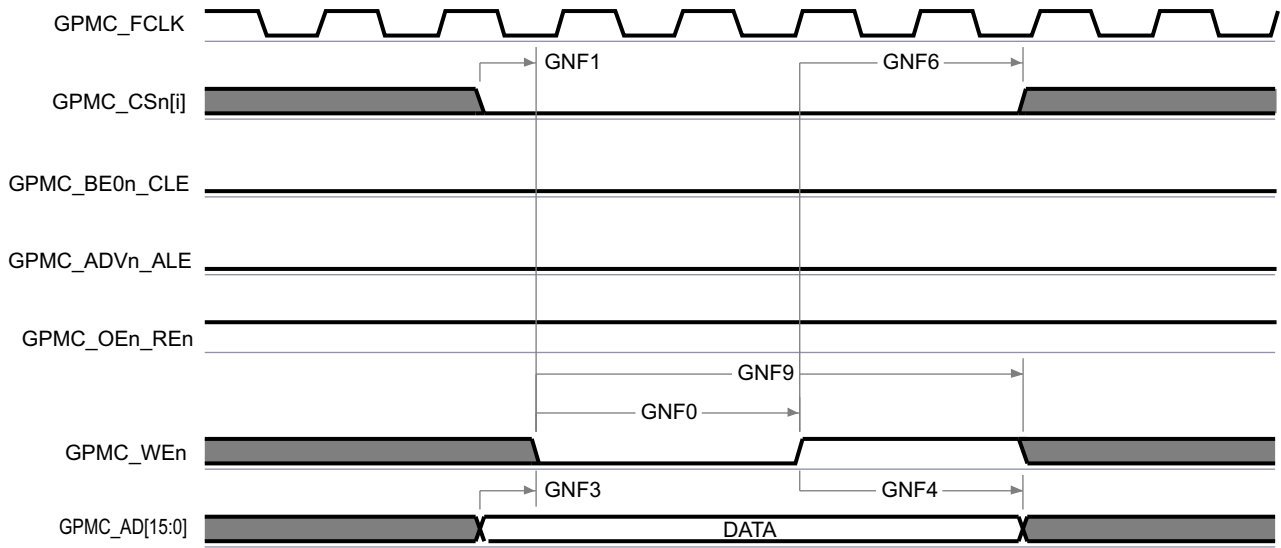 GPMC_FCLK
GNF1
GNF6
GPMC_CSn[i]
GPMC_BE0n_CLE
GPMC_ADVn_ALE
GPMC_OEn_REn
GNF9
GNF0
GPMC_WEn
GNF3
GNF4
GPMC_AD[15:0]
DATA